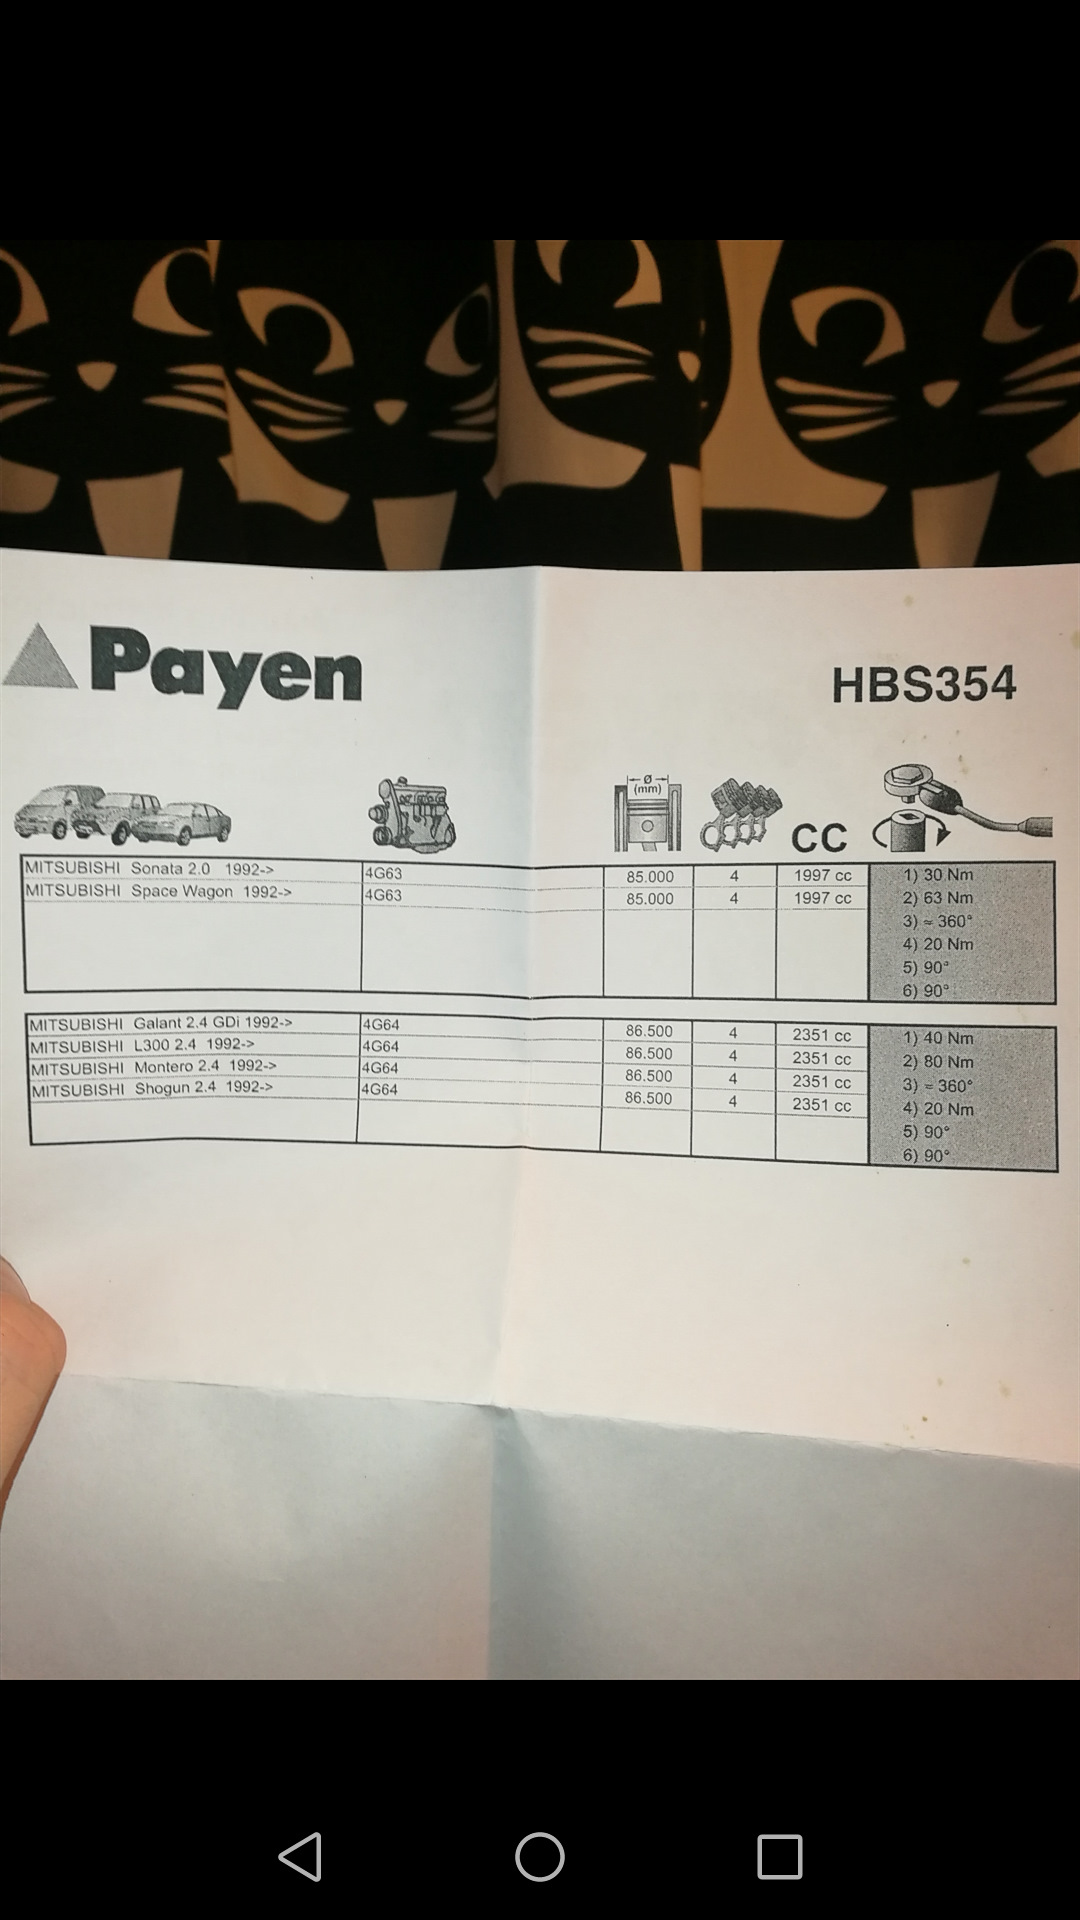 Payen
HBS354
Ø
(mm)
CC
MITSUBISHI Sonata 2.0 1992-> 4G63 85.000 4 1997 cc
MITSUBISHI Space Wagon 1992-> 4G63 85.000 4 1997 cc
1) 30 Nm
2) 63 Nm
3) ≈ 360°
4) 20 Nm
5) 90°
6) 90°
MITSUBISHI Galant 2.4 GDi 1992-> 4G64 86.500 4 2351 cc
MITSUBISHI L300 2.4 1992-> 4G64 86.500 4 2351 cc
MITSUBISHI Montero 2.4 1992-> 4G64 86.500 4 2351 cc
MITSUBISHI Shogun 2.4 1992-> 4G64 86.500 4 2351 cc
1) 40 Nm
2) 80 Nm
3) ≈ 360°
4) 20 Nm
5) 90°
6) 90°